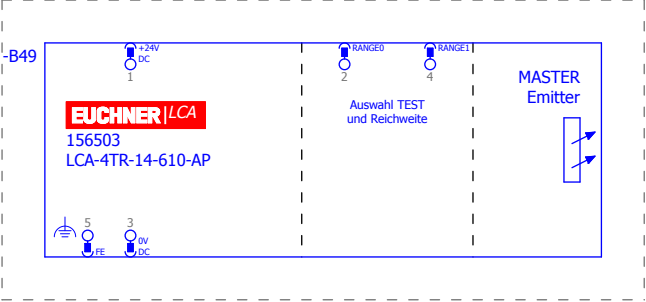 -B49
+24V
DC
1
RANGE0
2
RANGE1
4
MASTER
Emitter
EUCHNER|LCA
Auswahl TEST
und Reichweite
156503
LCA-4TR-14-610-AP
5
FE
3
0V
DC